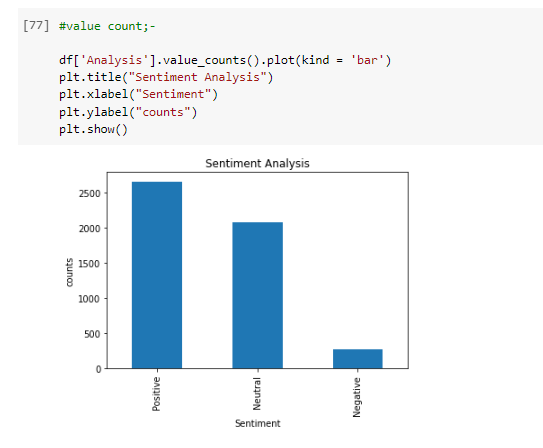 [77] #value count;-
df['Analysis'].value_counts().plot(kind = 'bar')
plt.title("Sentiment Analysis")
plt.xlabel("Sentiment")
plt.ylabel("counts")
plt.show()
Sentiment Analysis
2500
2000
1500
1000
500
0
counts
Positive
Neutral
Negative
Sentiment